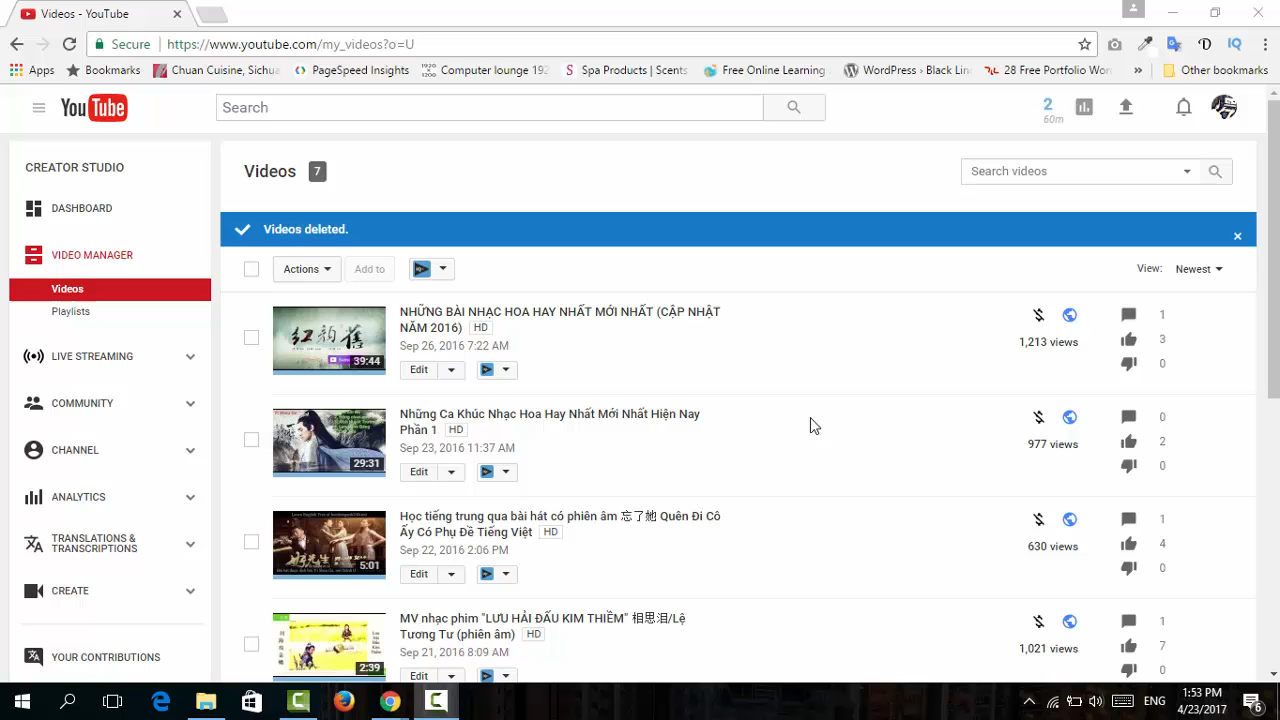 Videos - YouTube
Secure
https://www.youtube.com/my_videos?o=U
Apps
Bookmarks
Chuan Cuisine, Sichua
PageSpeed Insights
Computer lounge 192
Spa Products | Scents
Free Online Learning
WordPress › Black Lin
28 Free Portfolio Wor
»
Other bookmarks
YouTube
Search
2
60m
CREATOR STUDIO
DASHBOARD
VIDEO MANAGER
Videos
Playlists
LIVE STREAMING
COMMUNITY
CHANNEL
ANALYTICS
TRANSLATIONS &
TRANSCRIPTIONS
CREATE
YOUR CONTRIBUTIONS
Videos 7
Search videos
Videos deleted.
Actions
Add to
View: Newest
NHỮNG BÀI NHẠC HOA HAY NHẤT MỚI NHẤT (CẬP NHẬT
NĂM 2016) HD
Sep 26, 2016 7:22 AM
Edit
39:44
1,213 views
1
3
0
Những Ca Khúc Nhạc Hoa Hay Nhất Mới Nhất Hiện Nay
Phần 1 HD
Sep 23, 2016 11:37 AM
Edit
29:31
977 views
0
2
0
Học tiếng trung qua bài hát có phiên âm 忘了她 Quên Đi Cô
Ấy Có Phụ Đề Tiếng Việt HD
Sep 22, 2016 2:06 PM
Edit
5:01
630 views
1
4
0
MV nhạc phim "LƯU HẢI ĐẤU KIM THIỀM" 相思泪/Lệ
Tương Tư (phiên âm) HD
Sep 21, 2016 8:09 AM
Edit
2:39
1,021 views
1
7
0
ENG
1:53 PM
4/23/2017
6